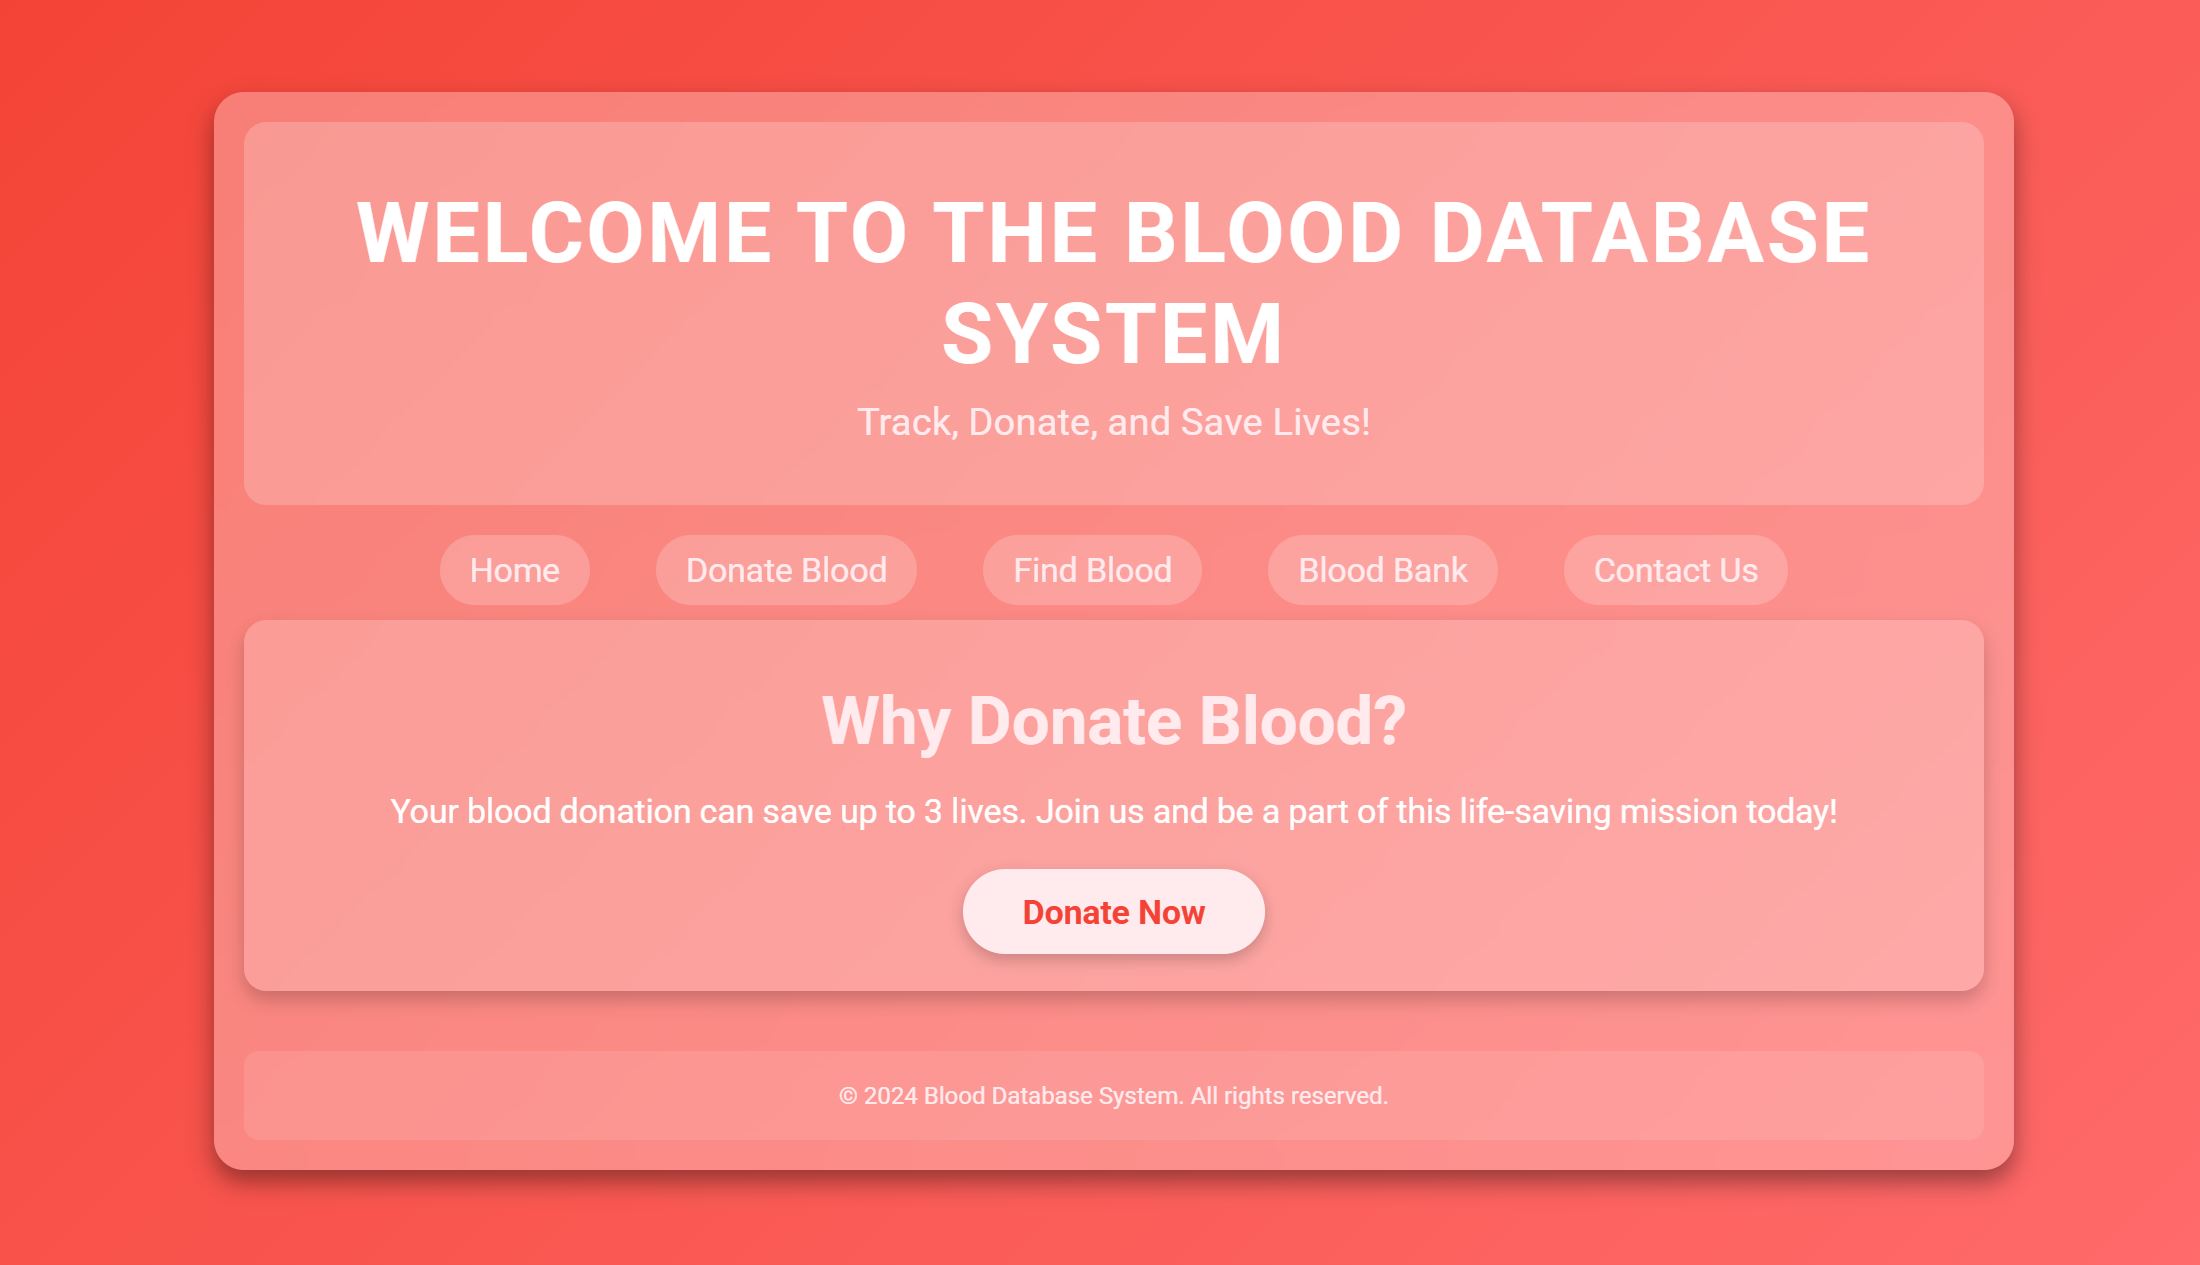 WELCOME TO THE BLOOD DATABASE
SYSTEM
Track, Donate, and Save Lives!
Home Donate Blood Find Blood Blood Bank Contact Us
Why Donate Blood?
Your blood donation can save up to 3 lives. Join us and be a part of this life-saving mission today!
Donate Now
© 2024 Blood Database System. All rights reserved.